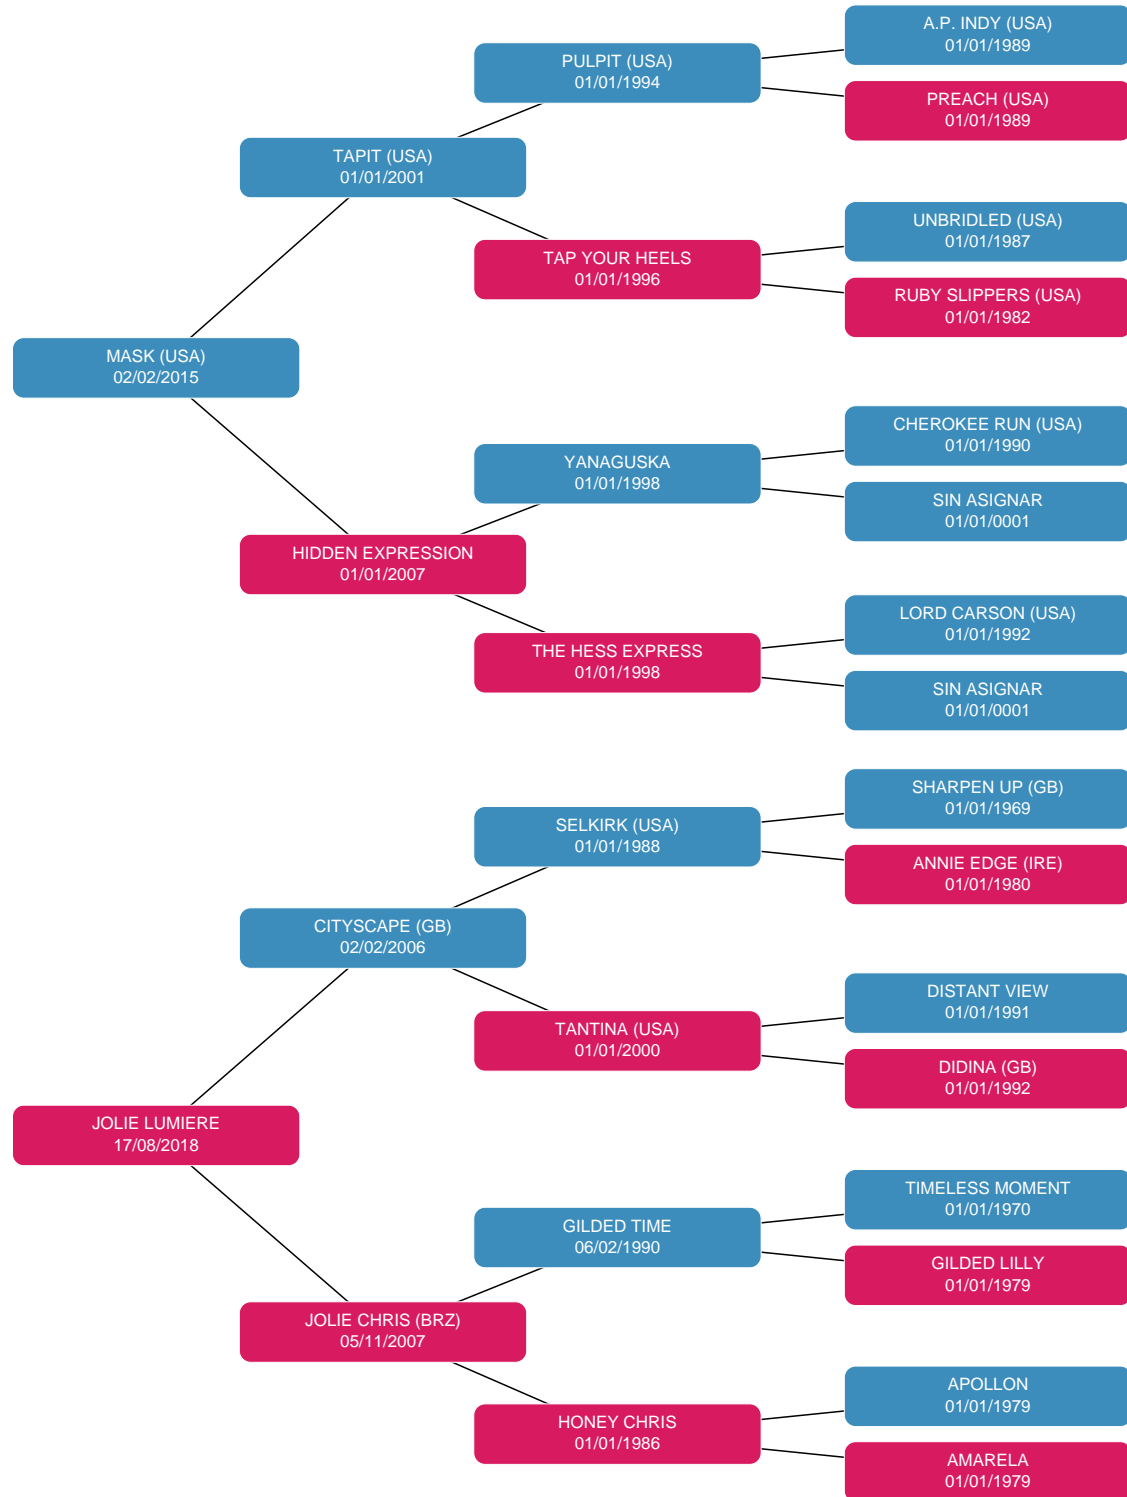 A.P. INDY (USA)
01/01/1989
PULPIT (USA)
01/01/1994
PREACH (USA)
01/01/1989
TAPIT (USA)
01/01/2001
UNBRIDLED (USA)
01/01/1987
TAP YOUR HEELS
01/01/1996
RUBY SLIPPERS (USA)
01/01/1982
MASK (USA)
02/02/2015
CHEROKEE RUN (USA)
01/01/1990
YANAGUSKA
01/01/1998
SIN ASIGNAR
01/01/0001
HIDDEN EXPRESSION
01/01/2007
LORD CARSON (USA)
01/01/1992
THE HESS EXPRESS
01/01/1998
SIN ASIGNAR
01/01/0001
SHARPEN UP (GB)
01/01/1969
SELKIRK (USA)
01/01/1988
ANNIE EDGE (IRE)
01/01/1980
CITYSCAPE (GB)
02/02/2006
DISTANT VIEW
01/01/1991
TANTINA (USA)
01/01/2000
DIDINA (GB)
01/01/1992
JOLIE LUMIERE
17/08/2018
TIMELESS MOMENT
01/01/1970
GILDED TIME
06/02/1990
GILDED LILLY
01/01/1979
JOLIE CHRIS (BRZ)
05/11/2007
APOLLON
01/01/1979
HONEY CHRIS
01/01/1986
AMARELA
01/01/1979